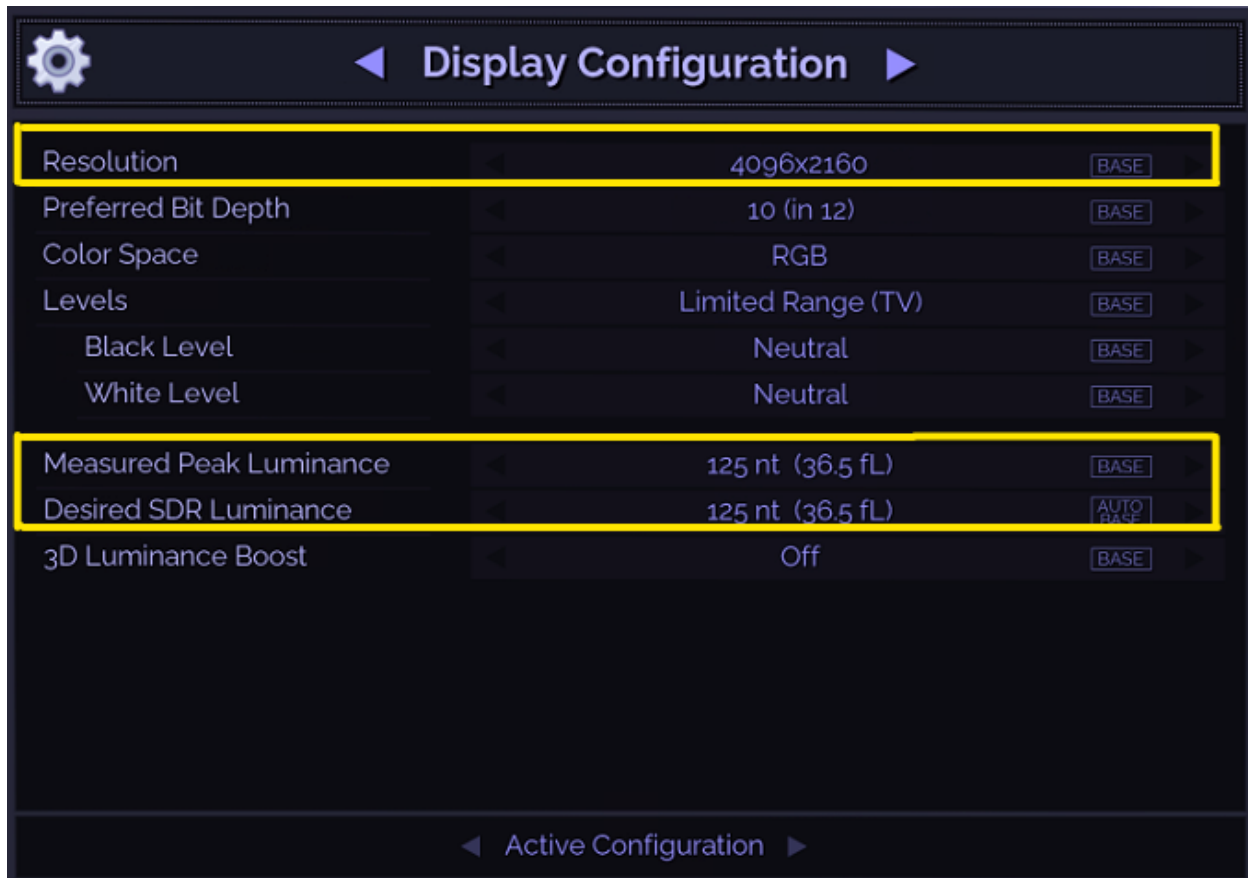 Display Configuration
Resolution 4096x2160 BASE
Preferred Bit Depth 10 (in 12) BASE
Color Space RGB BASE
Levels Limited Range (TV) BASE
Black Level Neutral BASE
White Level Neutral BASE
Measured Peak Luminance 125 nt (36.5 fL) BASE
Desired SDR Luminance 125 nt (36.5 fL) AUTO BASE
3D Luminance Boost Off BASE
Active Configuration